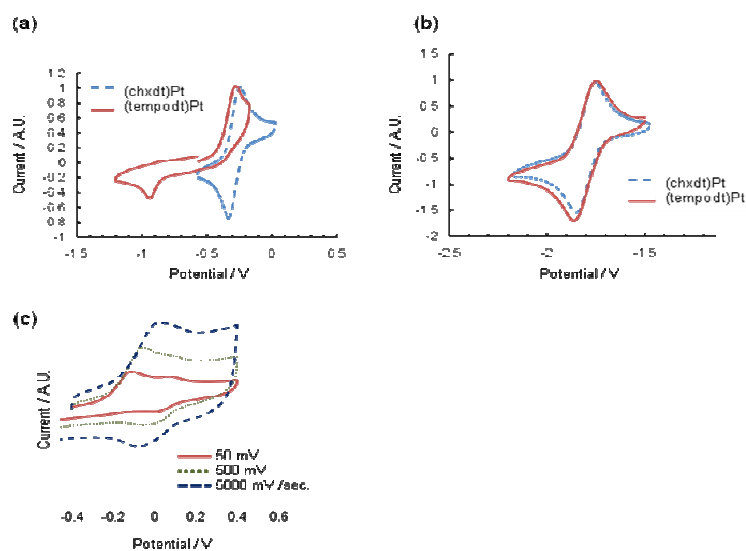 (a)
(chxdt)Pt
(tempodt)Pt
Current / A.U.
1.2
1
0.8
0.6
0.4
0.2
0
-0.2
-0.4
0.6
0.8
-1
-1.5
-1
-0.5
0
0.5
Potential / V
(b)
Current / A.U.
1.5
1
0.5
0
-0.5
-1
-1.5
-2
-2.5
-2
-1.5
(chxdt)Pt
(tempodt)Pt
Potential / V
(c)
Current / A.U.
50 mV
500 mV
5000 mV/sec.
-0.4
-0.2
0
0.2
0.4
0.6
Potential / V